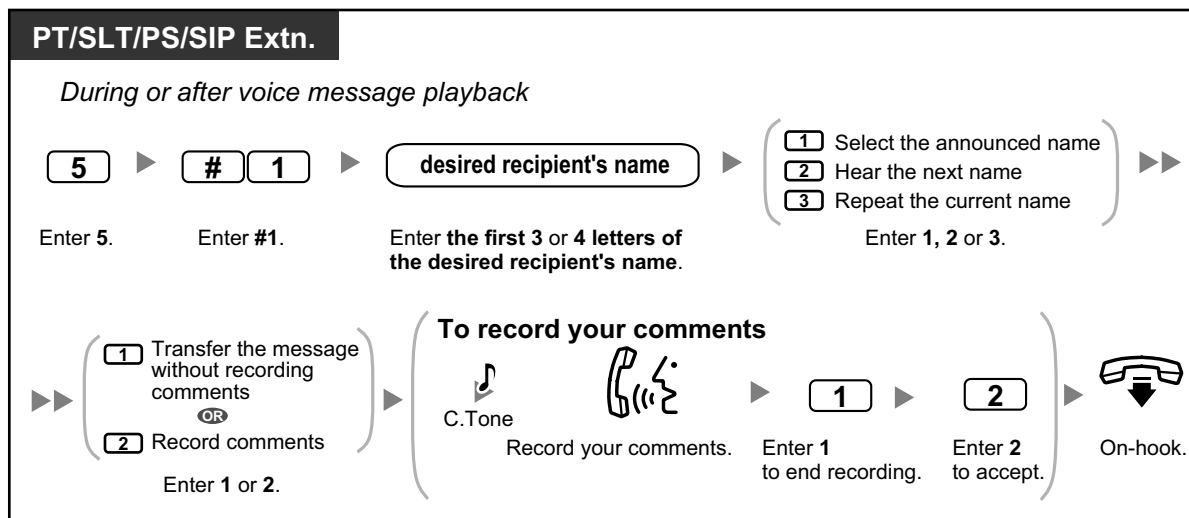 PT/SLT/PS/SIP Extn.
During or after voice message playback
5
# 1
desired recipient's name
1 Select the announced name
2 Hear the next name
3 Repeat the current name
Enter 5.
Enter #1.
Enter the first 3 or 4 letters of
the desired recipient's name.
Enter 1, 2 or 3.
1 Transfer the message
without recording
comments
OR
2 Record comments
Enter 1 or 2.
To record your comments
C.Tone
Record your comments.
1
Enter 1
to end recording.
2
Enter 2
to accept.
On-hook.